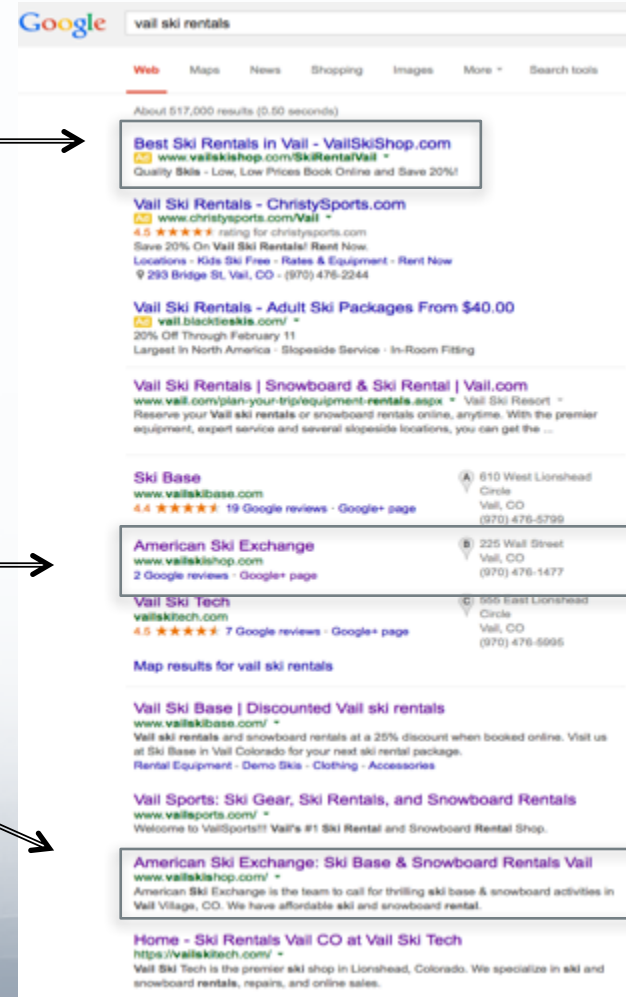 Google vail ski rentals
Web Maps News Shopping Images More Search tools
About 517,000 results (0.50 seconds)
Best Ski Rentals in Vail - VailSkiShop.com
Ad www.vailskishop.com/SkiRentalVail
Quality Skis - Low, Low Prices Book Online and Save 20%!
Vail Ski Rentals - ChristySports.com
Ad www.christysports.com/Vail
4.5 ★★★★★ rating for christysports.com
Save 20% On Vail Ski Rentals! Rent Now.
Locations - Kids Ski Free - Rates & Equipment - Rent Now
293 Bridge St, Vail, CO - (970) 476-2244
Vail Ski Rentals - Adult Ski Packages From $40.00
Ad vail.blacktieskis.com/
20% Off Through February 11
Largest In North America · Slopeside Service · In-Room Fitting
Vail Ski Rentals | Snowboard & Ski Rental | Vail.com
www.vail.com/plan-your-trip/equipment-rentals.aspx Vail Ski Resort
Reserve your Vail ski rentals or snowboard rentals online, anytime. With the premier
equipment, expert service and several slopeside locations, you can get the ...
Ski Base
www.vailskibase.com
4.4 ★★★★★ 19 Google reviews · Google+ page
A 610 West Lionshead
Circle
Vail, CO
(970) 476-5799
American Ski Exchange
www.vailskishop.com
2 Google reviews · Google+ page
B 225 Wall Street
Vail, CO
(970) 476-1477
Vail Ski Tech
vailskitech.com
4.5 ★★★★★ 7 Google reviews · Google+ page
C 555 East Lionshead
Circle
Vail, CO
(970) 476-5995
Map results for vail ski rentals
Vail Ski Base | Discounted Vail ski rentals
www.vailskibase.com/
Vail ski rentals and snowboard rentals at a 25% discount when booked online. Visit us
at Ski Base in Vail Colorado for your next ski rental package.
Rental Equipment - Demo Skis - Clothing - Accessories
Vail Sports: Ski Gear, Ski Rentals, and Snowboard Rentals
www.vailsports.com/
Welcome to VailSports!!! Vail's #1 Ski Rental and Snowboard Rental Shop.
American Ski Exchange: Ski Base & Snowboard Rentals Vail
www.vailskishop.com/
American Ski Exchange is the team to call for thrilling ski base & snowboard activities in
Vail Village, CO. We have affordable ski and snowboard rental.
Home - Ski Rentals Vail CO at Vail Ski Tech
https://vailskitech.com/
Vail Ski Tech is the premier ski shop in Lionshead, Colorado. We specialize in ski and
snowboard rentals, repairs, and online sales.